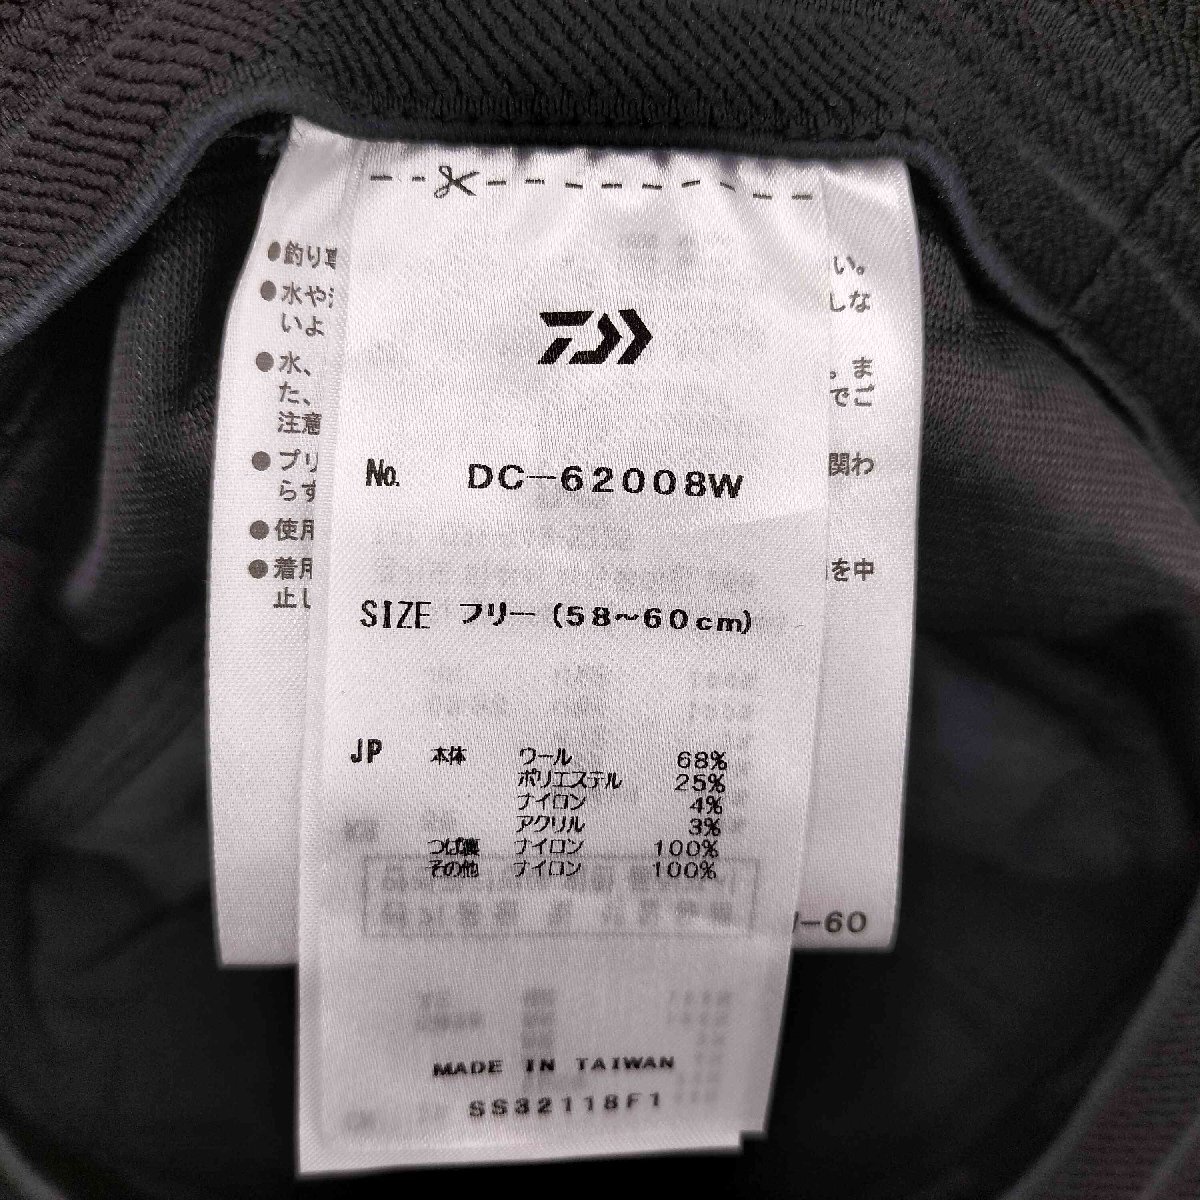 No. DC-62008W
SIZE フリー(58~60cm)
JP 本体 ウール 68%
ポリエステル 25%
ナイロン 4%
アクリル 3%
つば裏 ナイロン 100%
その他 ナイロン 100%
MADE IN TAIWAN
SS32118F1
●釣り
い。
●水や
しな
いよ
●水、
。ま
た、
でご
注意
●プリ
関わ
らず
●使用
●着用
を中
止し
-60